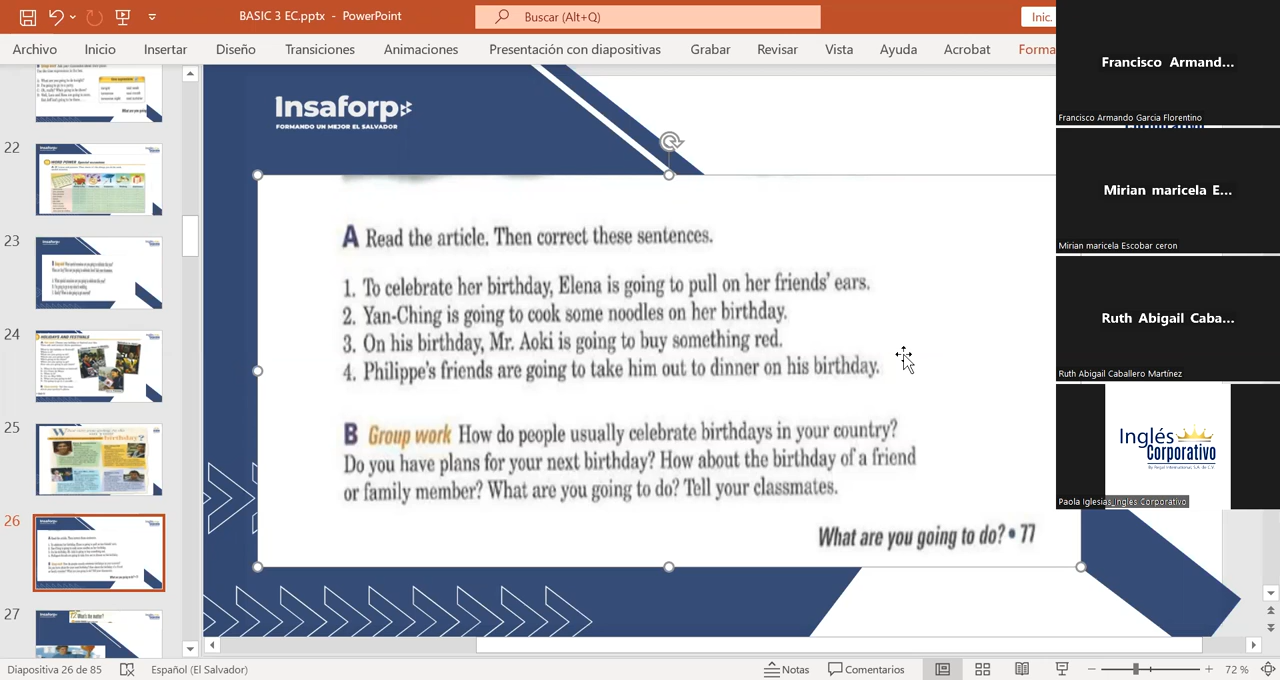 BASIC 3 EC.pptx - PowerPoint
Buscar (Alt+Q)
Inic.
Archivo Inicio Insertar Diseño Transiciones Animaciones Presentación con diapositivas Grabar Revisar Vista Ayuda Acrobat Forma
22
23
24
25
26
27
HOLIDAYS AND FESTIVALS
birthday?
Insaforp
FORMANDO UN MEJOR EL SALVADOR
A Read the article. Then correct these sentences.
1. To celebrate her birthday, Elena is going to pull on her friends' ears.
2. Yan-Ching is going to cook some noodles on her birthday.
3. On his birthday, Mr. Aoki is going to buy something red.
4. Philippe's friends are going to take him out to dinner on his birthday.
B Group work How do people usually celebrate birthdays in your country?
Do you have plans for your next birthday? How about the birthday of a friend
or family member? What are you going to do? Tell your classmates.
What are you going to do? • 77
Francisco Armand...
Francisco Armando Garcia Florentino
Mirian maricela E...
Mirian maricela Escobar ceron
Ruth Abigail Caba...
Ruth Abigail Caballero Martínez
Inglés
Corporativo
Paola Iglesias_Ingles Corporativo
Diapositiva 26 de 85 Español (El Salvador) Notas Comentarios 72 %